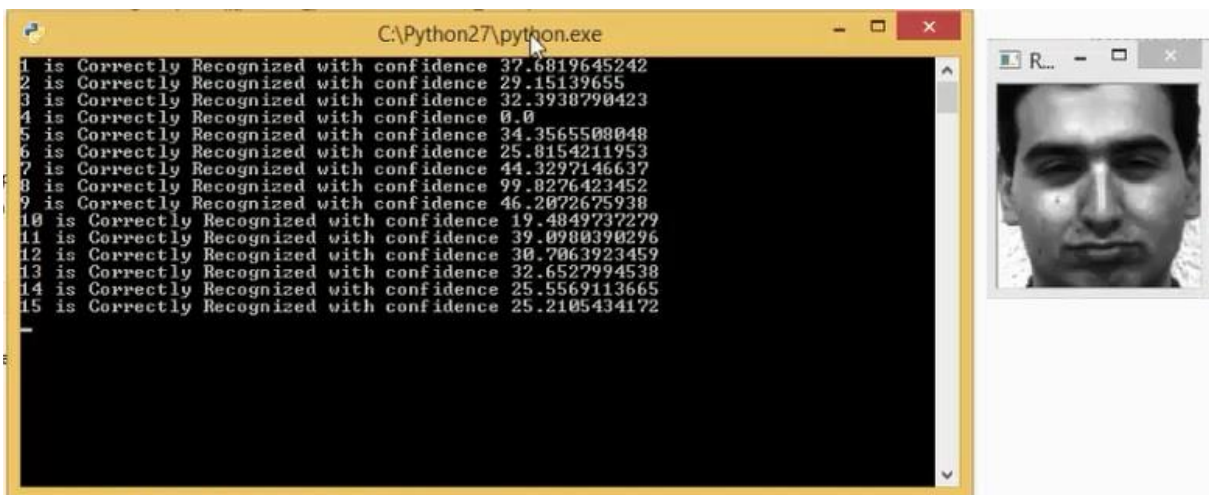 C:\Python27\python.exe
1 is Correctly Recognized with confidence 37.6819645242
2 is Correctly Recognized with confidence 29.15139655
3 is Correctly Recognized with confidence 32.3938790423
4 is Correctly Recognized with confidence 0.0
5 is Correctly Recognized with confidence 34.3565508048
6 is Correctly Recognized with confidence 25.8154211953
7 is Correctly Recognized with confidence 44.3297146637
8 is Correctly Recognized with confidence 99.8276423452
9 is Correctly Recognized with confidence 46.2072675938
10 is Correctly Recognized with confidence 19.4849737279
11 is Correctly Recognized with confidence 39.0980390296
12 is Correctly Recognized with confidence 30.7063923459
13 is Correctly Recognized with confidence 32.6527994538
14 is Correctly Recognized with confidence 25.5569113665
15 is Correctly Recognized with confidence 25.2105434172
R...